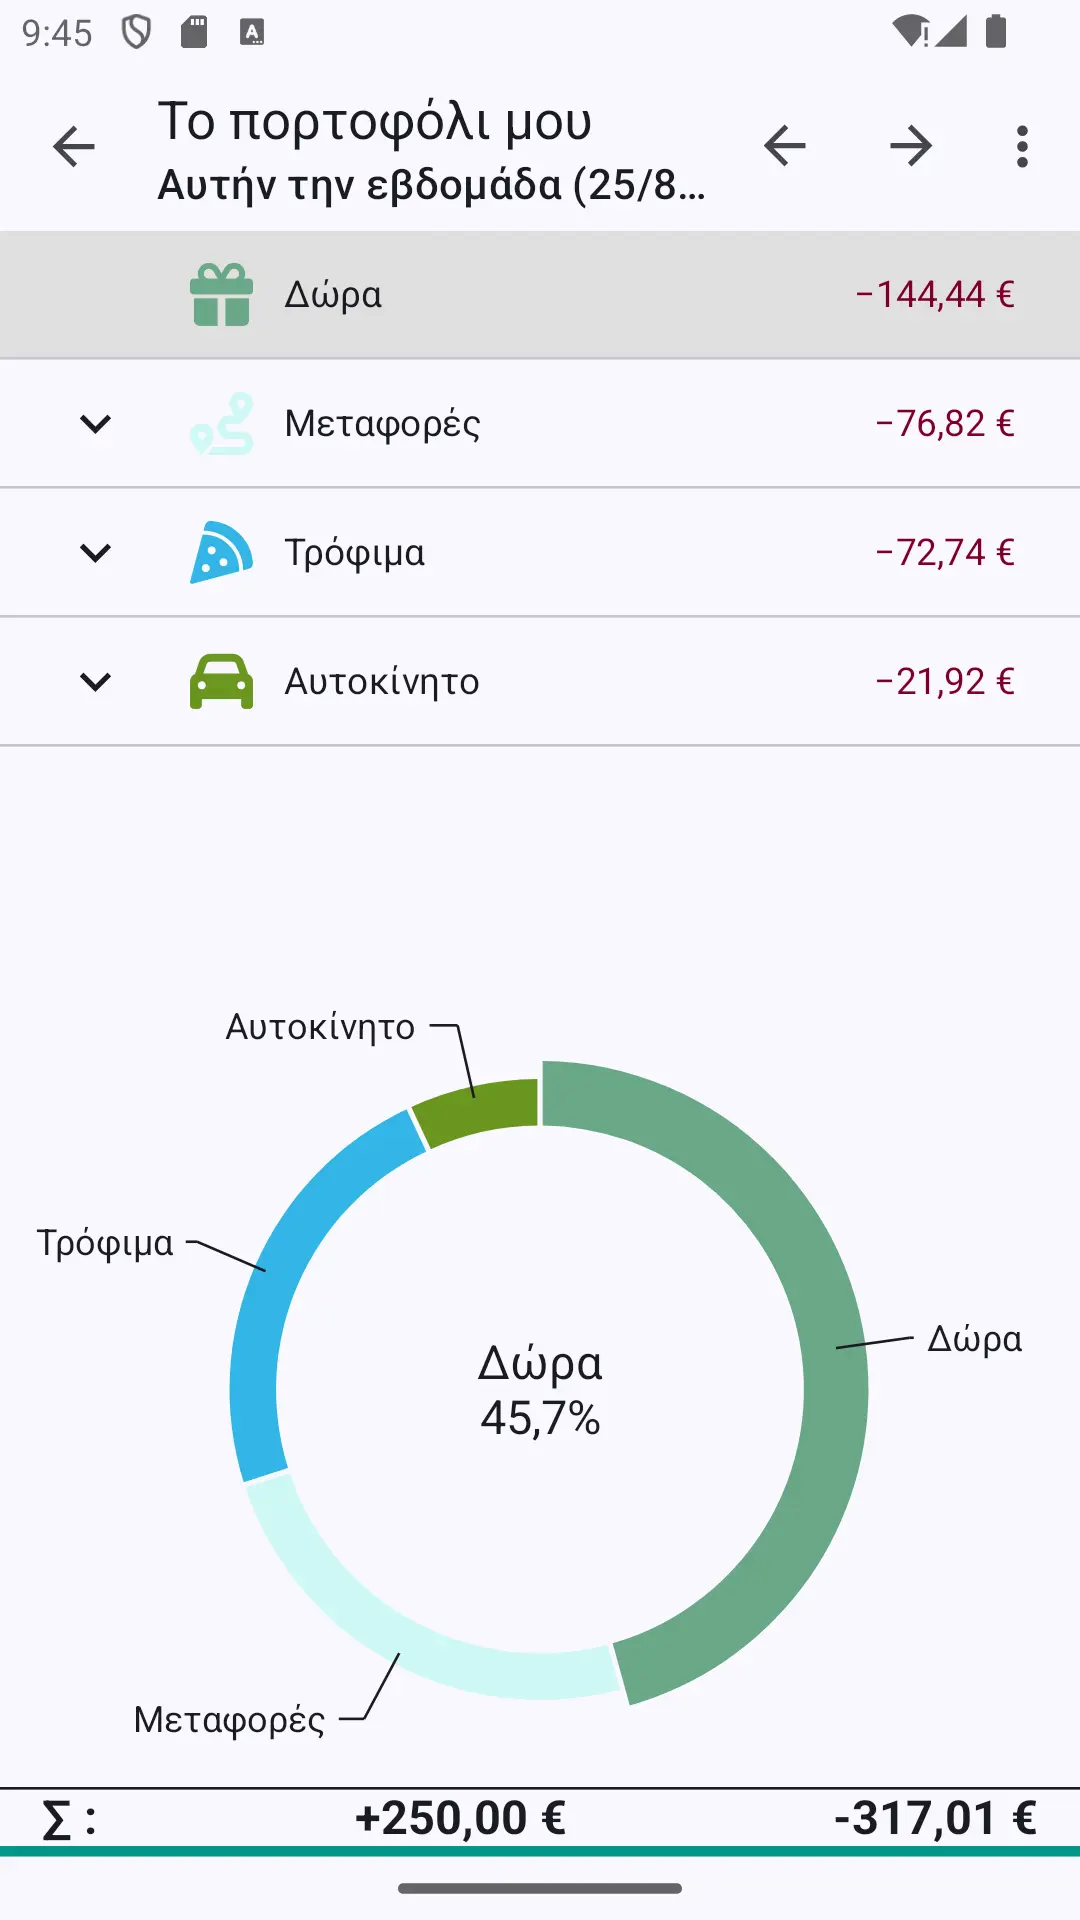 9:45
Το πορτοφόλι μου
Αυτήν την εβδομάδα (25/8...
Δώρα −144,44 €
Μεταφορές −76,82 €
Τρόφιμα −72,74 €
Αυτοκίνητο −21,92 €
Αυτοκίνητο
Τρόφιμα
Δώρα
Δώρα
45,7%
Μεταφορές
Σ : +250,00 € -317,01 €